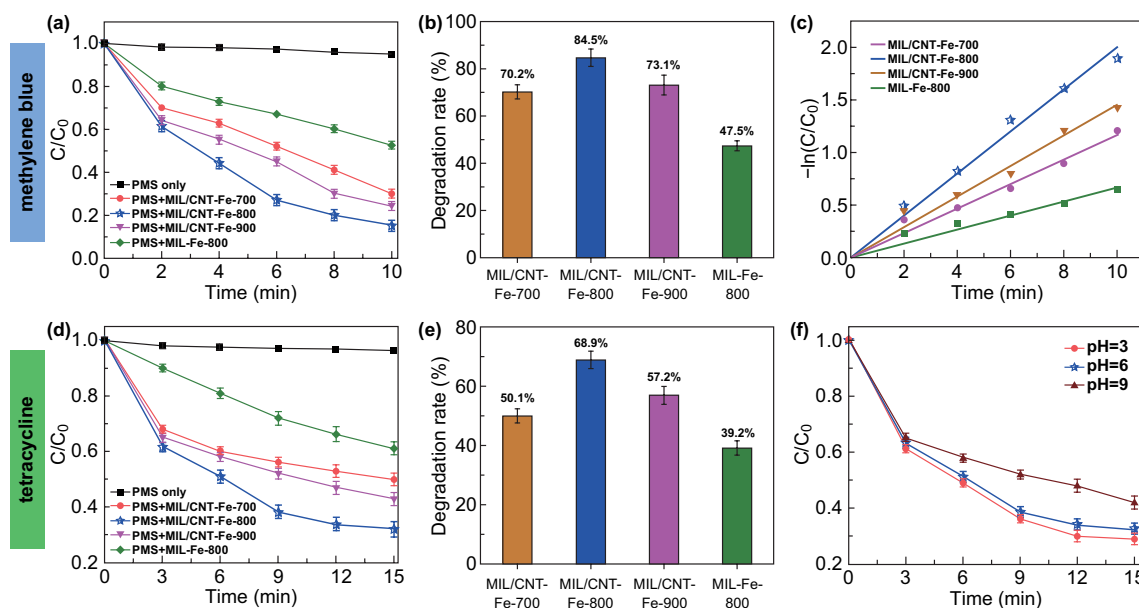 methylene blue
(a)
C/C0
1.0
0.8
0.6
0.4
0.2
0.0
PMS only
PMS+MIL/CNT-Fe-700
PMS+MIL/CNT-Fe-800
PMS+MIL/CNT-Fe-900
PMS+MIL-Fe-800
0 2 4 6 8 10
Time (min)
(b)
Degradation rate (%)
100
80
60
40
20
0
70.2%
84.5%
73.1%
47.5%
MIL/CNT-
Fe-700
MIL/CNT-
Fe-800
MIL/CNT-
Fe-900
MIL-Fe-
800
(c)
−ln(C/C0)
2.0
1.5
1.0
0.5
0.0
MIL/CNT-Fe-700
MIL/CNT-Fe-800
MIL/CNT-Fe-900
MIL-Fe-800
0 2 4 6 8 10
Time (min)
tetracycline
(d)
C/C0
1.0
0.8
0.6
0.4
0.2
PMS only
PMS+MIL/CNT-Fe-700
PMS+MIL/CNT-Fe-800
PMS+MIL/CNT-Fe-900
PMS+MIL-Fe-800
0 3 6 9 12 15
Time (min)
(e)
Degradation rate (%)
80
60
40
20
0
50.1%
68.9%
57.2%
39.2%
MIL/CNT-
Fe-700
MIL/CNT-
Fe-800
MIL/CNT-
Fe-900
MIL-Fe-
800
(f)
C/C0
1.0
0.8
0.6
0.4
0.2
pH=3
pH=6
pH=9
0 3 6 9 12 15
Time (min)